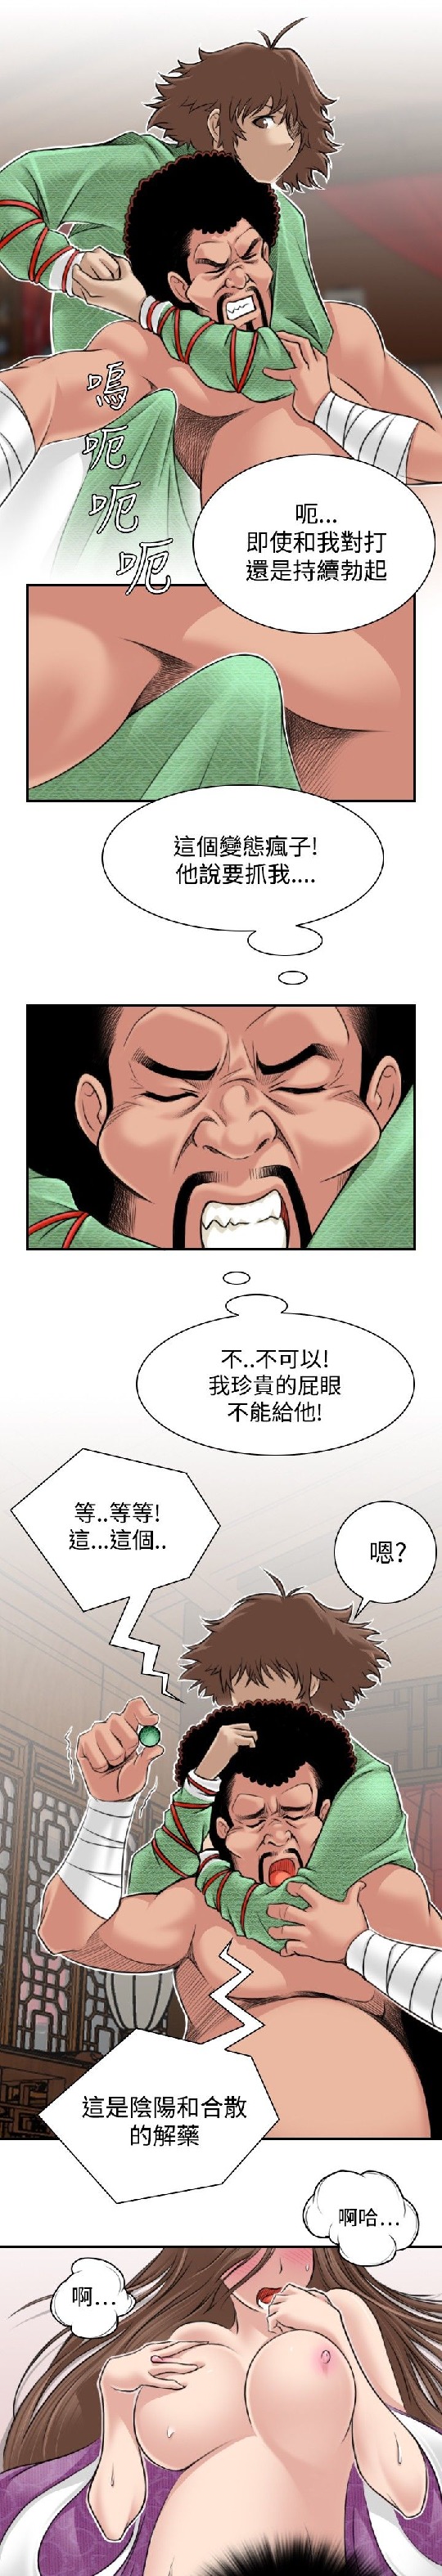 嗚
呃
呃
呃
呃...
即使和我對打
還是持續勃起
這個變態瘋子!
他說要抓我....
不..不可以!
我珍貴的屁眼
不能給他!
等..等等!
這...這個..
嗯?
這是陰陽和合散
的解藥
啊哈...
啊...